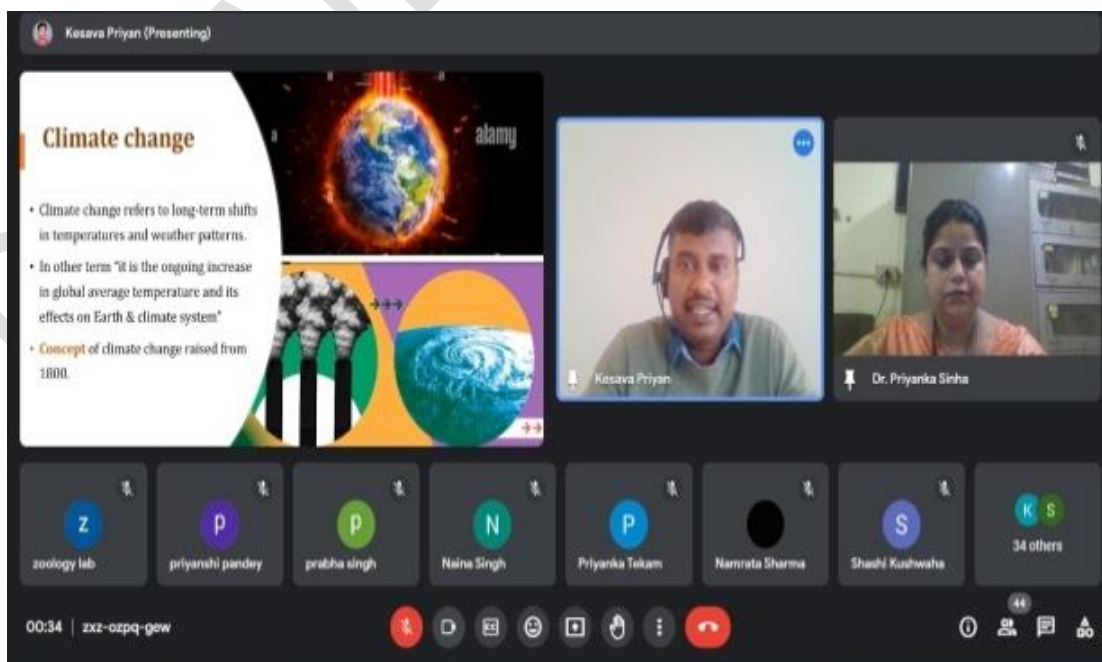 Kesava Priyan (Presenting)
Climate change
• Climate change refers to long-term shifts
in temperatures and weather patterns.
• In other term "it is the ongoing increase
in global average temperature and its
effects on Earth & climate system"
• Concept of climate change raised from
1800.
a
alamy
Kesava Priyan
Dr. Priyanka Sinha
z
zoology lab
p
priyanshi pandey
p
prabha singh
N
Naina Singh
P
Priyanka Tekam
Namrata Sharma
S
Shashi Kushwaha
K S
34 others
00:34 | zxz-ozpq-gew
44